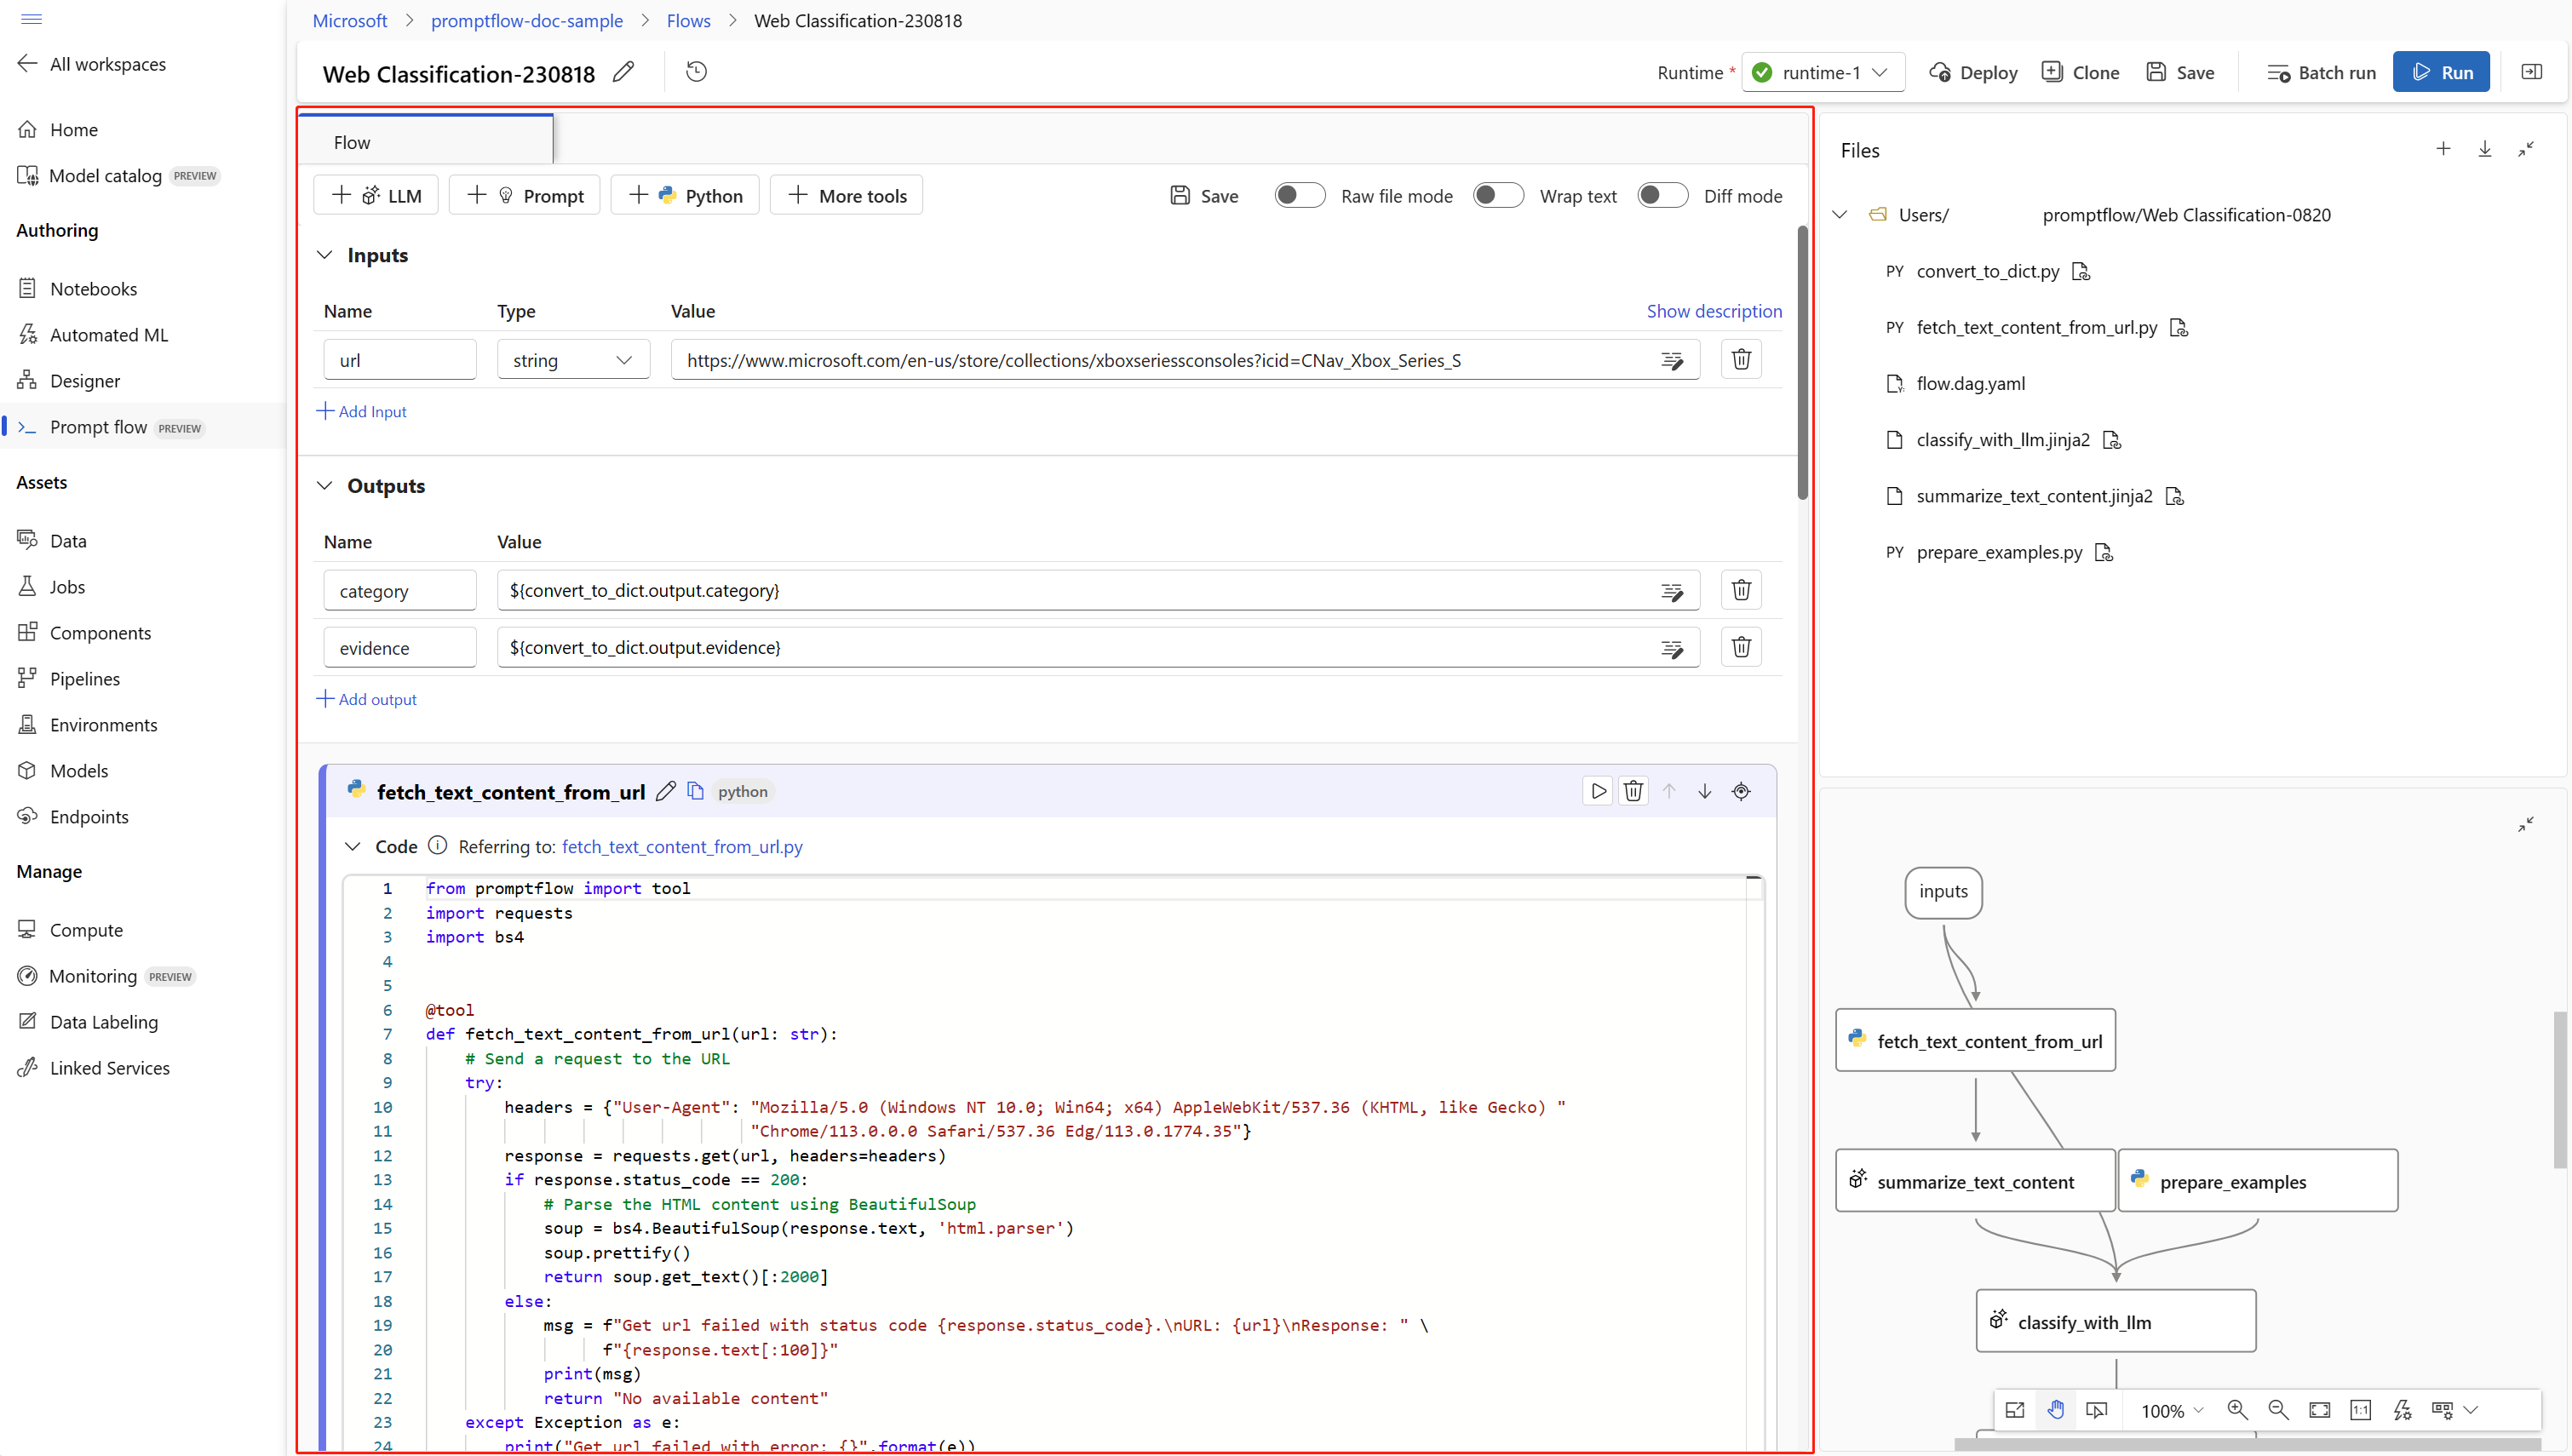 Microsoft > promptflow-doc-sample > Flows > Web Classification-230818
All workspaces
Home
Model catalog PREVIEW
Authoring
Notebooks
Automated ML
Designer
Prompt flow PREVIEW
Assets
Data
Jobs
Components
Pipelines
Environments
Models
Endpoints
Manage
Compute
Monitoring PREVIEW
Data Labeling
Linked Services
Web Classification-230818
Runtime * runtime-1 Deploy Clone Save Batch run Run
Flow
LLM Prompt Python More tools Save Raw file mode Wrap text Diff mode
Inputs
Name Type Value Show description
url string https://www.microsoft.com/en-us/store/collections/xboxseriessconsoles?icid=CNav_Xbox_Series_S
Add Input
Outputs
Name Value
category ${convert_to_dict.output.category}
evidence ${convert_to_dict.output.evidence}
Add output
fetch_text_content_from_url python
Code Referring to: fetch_text_content_from_url.py
1 from promptflow import tool
2 import requests
3 import bs4
4
5
6 @tool
7 def fetch_text_content_from_url(url: str):
8 # Send a request to the URL
9 try:
10 headers = {"User-Agent": "Mozilla/5.0 (Windows NT 10.0; Win64; x64) AppleWebKit/537.36 (KHTML, like Gecko) "
11 "Chrome/113.0.0.0 Safari/537.36 Edg/113.0.1774.35"}
12 response = requests.get(url, headers=headers)
13 if response.status_code == 200:
14 # Parse the HTML content using BeautifulSoup
15 soup = bs4.BeautifulSoup(response.text, 'html.parser')
16 soup.prettify()
17 return soup.get_text()[:2000]
18 else:
19 msg = f"Get url failed with status code {response.status_code}.\nURL: {url}\nResponse: " \
20 f"{response.text[:100]}"
21 print(msg)
22 return "No available content"
23 except Exception as e:
24 print("Get url failed with error: {}".format(e))
Files
Users/ promptflow/Web Classification-0820
PY convert_to_dict.py
PY fetch_text_content_from_url.py
flow.dag.yaml
classify_with_llm.jinja2
summarize_text_content.jinja2
PY prepare_examples.py
inputs
fetch_text_content_from_url
summarize_text_content
prepare_examples
classify_with_llm
100% 1:1